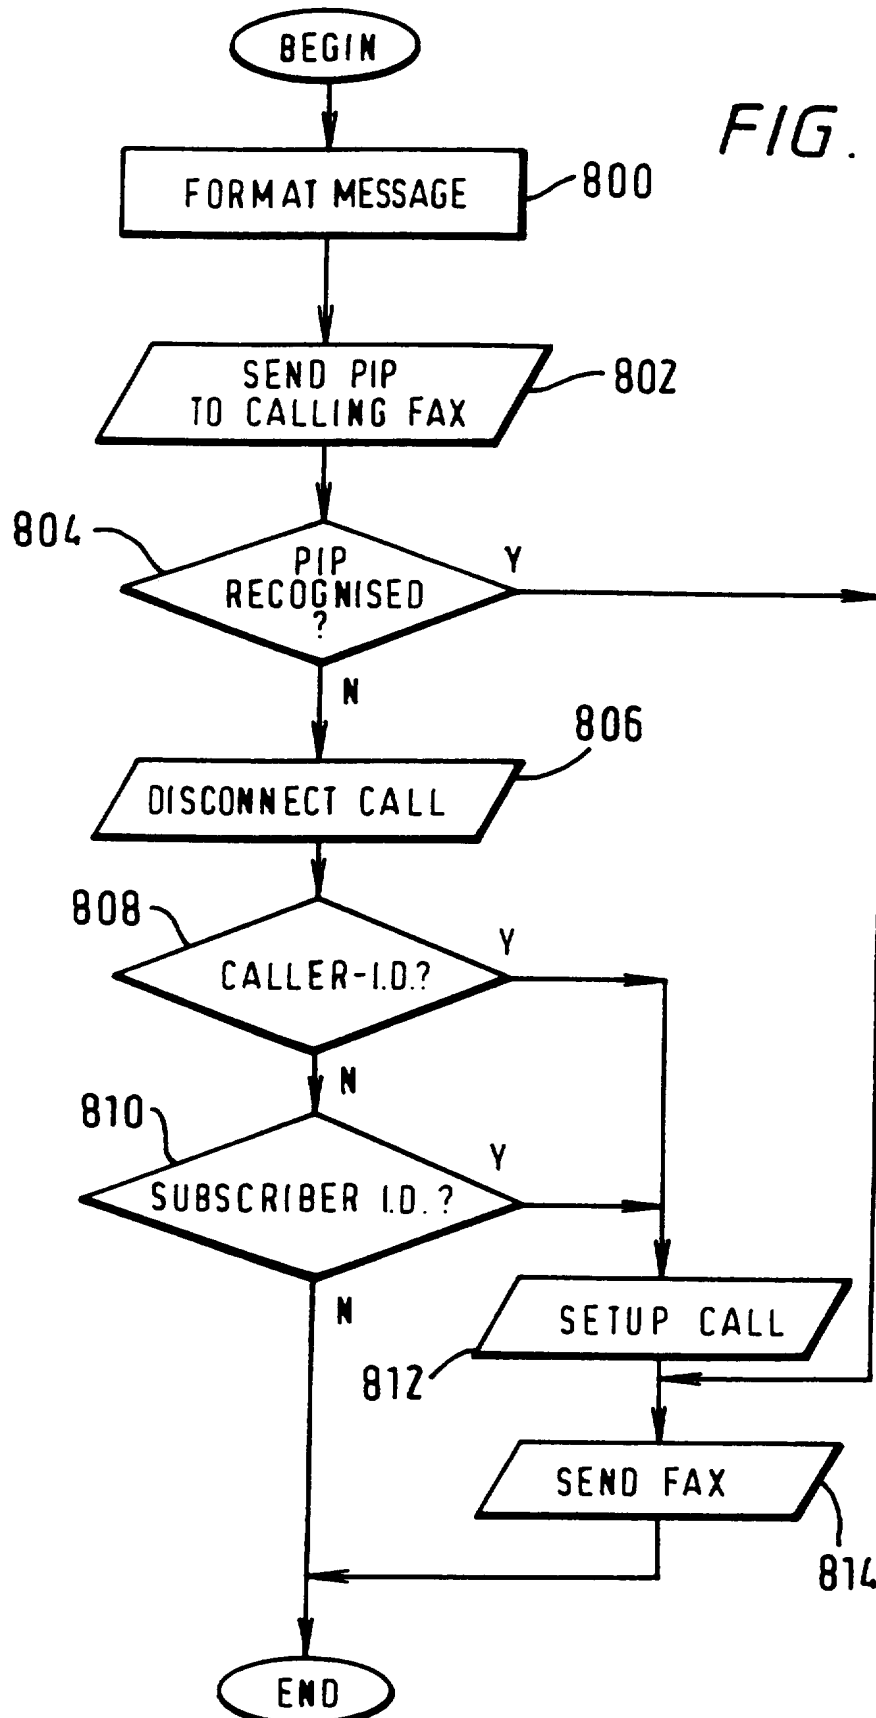 BEGIN
FIG.
FORMAT MESSAGE
800
SEND PIP
TO CALLING FAX
802
804
PIP
RECOGNISED
?
Y
N
806
DISCONNECT CALL
808
CALLER-I.D.?
Y
N
810
SUBSCRIBER I.D.?
Y
N
SETUP CALL
812
SEND FAX
814
END